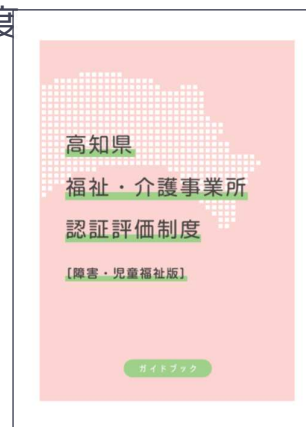 度
高知県
福祉・介護事業所
認証評価制度
[障害・児童福祉版]
ガイドブック